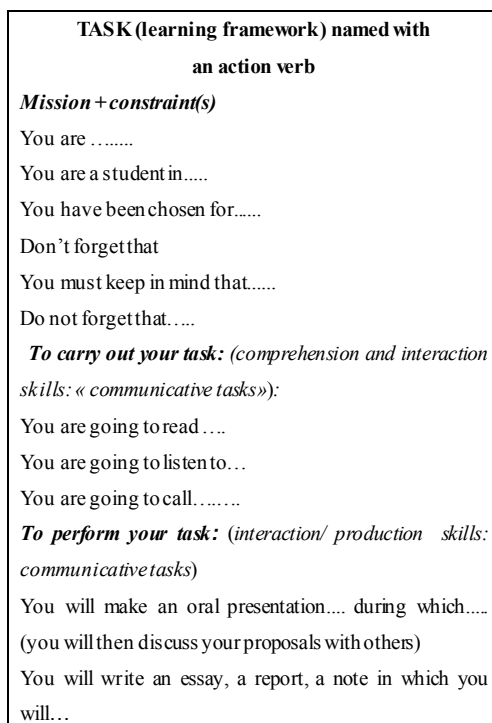 TASK (learning framework) named with
an action verb
Mission + constraint(s)
You are ….....
You are a student in.....
You have been chosen for......
Don’t forget that
You must keep in mind that......
Do not forget that…..
To carry out your task: (comprehension and interaction
skills: « communicative tasks»):
You are going to read ….
You are going to listen to…
You are going to call…….
To perform your task: (interaction/ production skills:
communicative tasks)
You will make an oral presentation.... during which.....
(you will then discuss your proposals with others)
You will write an essay, a report, a note in which you
will…